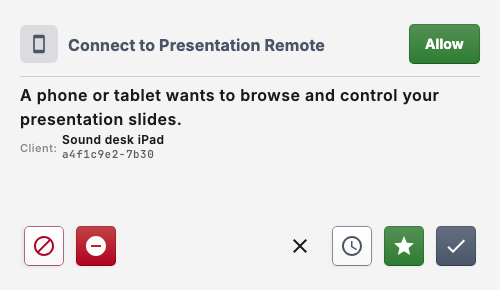 Connect to Presentation Remote
Allow
A phone or tablet wants to browse and control your
presentation slides.
Client: Sound desk iPad
a4f1c9e2-7b30